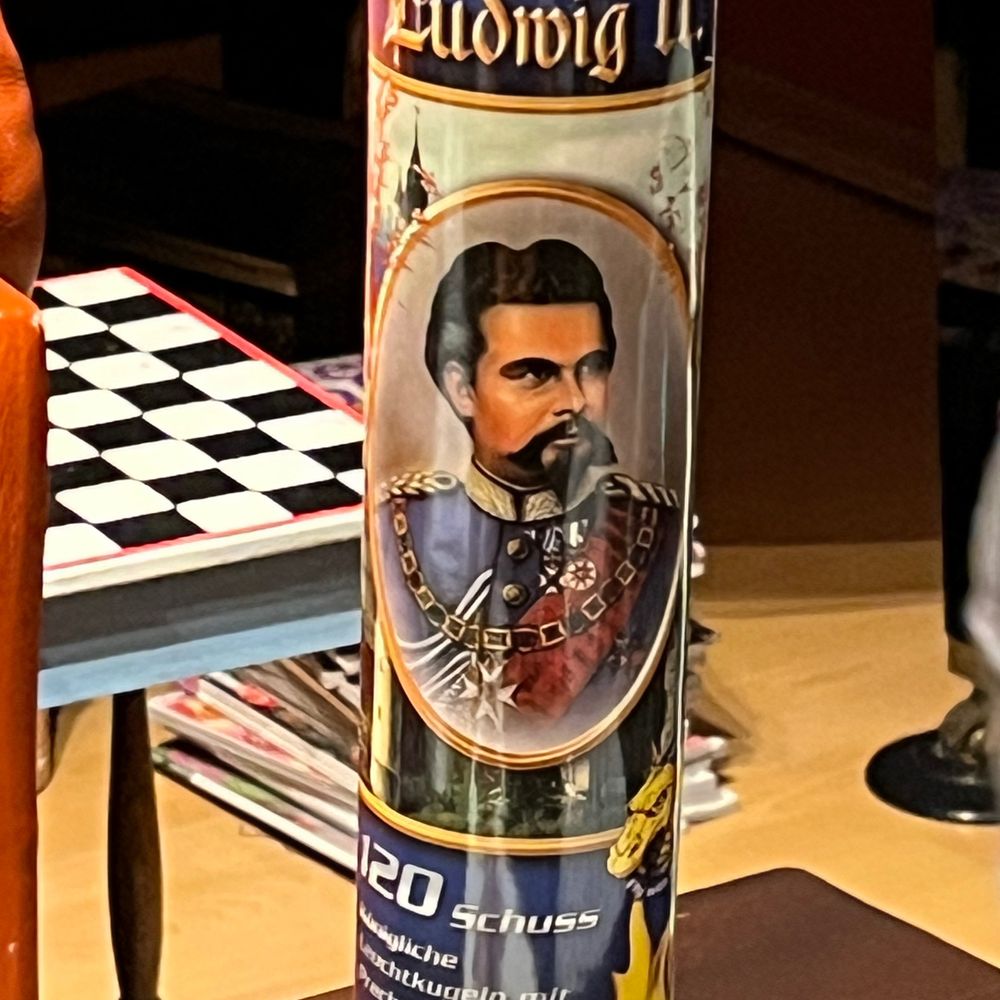 Ludwig II.
120 Schuss
Königliche
Leuchtkugeln mit